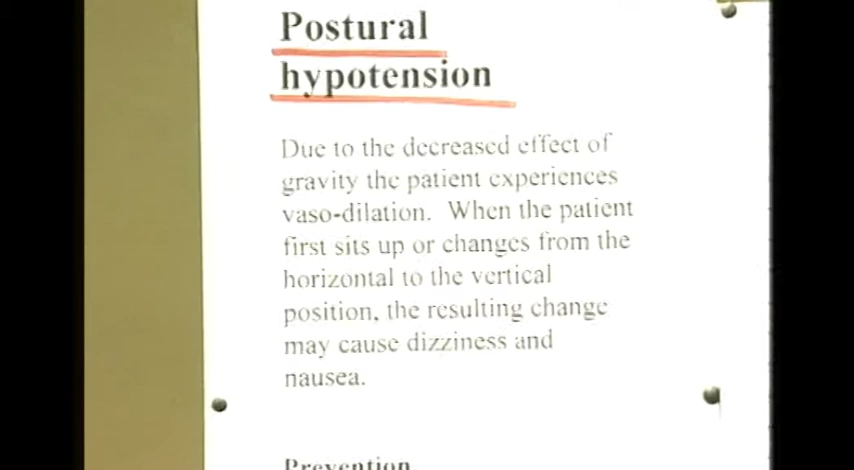 Postural
hypotension
Due to the decreased effect of
gravity the patient experiences
vaso-dilation. When the patient
first sits up or changes from the
horizontal to the vertical
position, the resulting change
may cause dizziness and
nausea.
Prevention